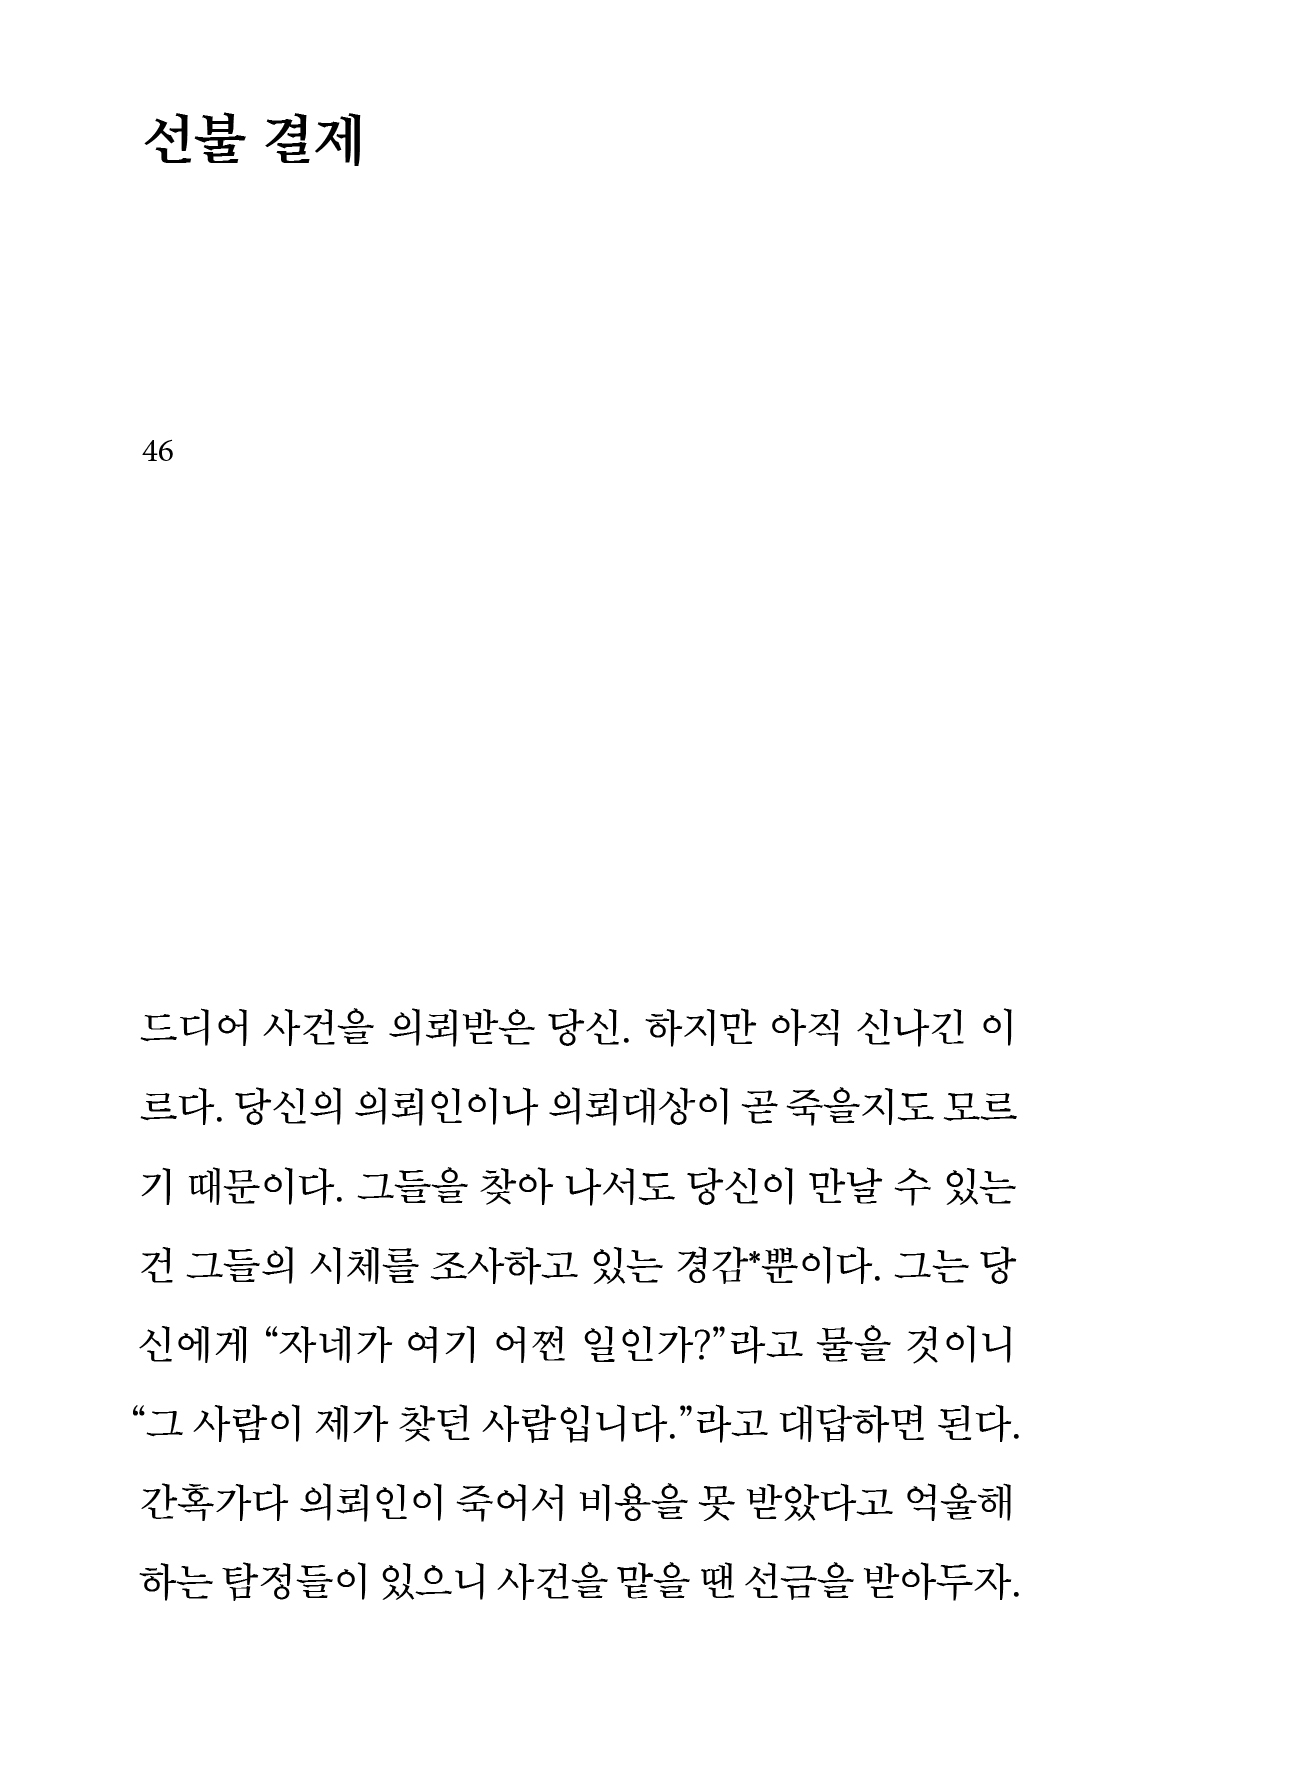 선불 결제
46
드디어 사건을 의뢰받은 당신. 하지만 아직 신나긴 이
르다. 당신의 의뢰인이나 의뢰대상이 곧 죽을지도 모르
기 때문이다. 그들을 찾아 나서도 당신이 만날 수 있는
건 그들의 시체를 조사하고 있는 경감*뿐이다. 그는 당
신에게 “자네가 여기 어쩐 일인가?”라고 물을 것이니
“그 사람이 제가 찾던 사람입니다.”라고 대답하면 된다.
간혹가다 의뢰인이 죽어서 비용을 못 받았다고 억울해
하는 탐정들이 있으니 사건을 맡을 땐 선금을 받아두자.